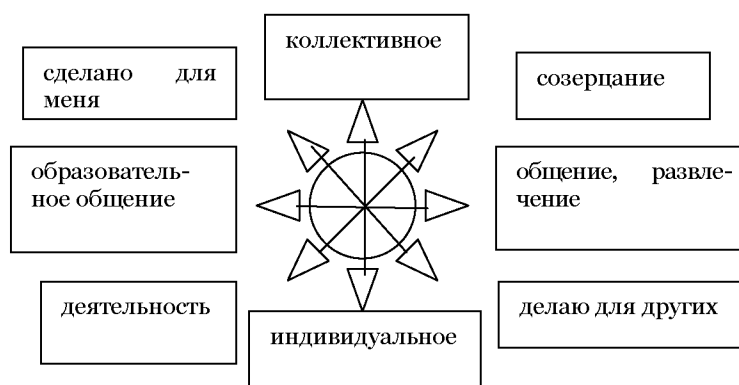 коллективное
сделано для
меня
созерцание
образователь-
ное общение
общение, развле-
чение
деятельность
делаю для других
индивидуальное